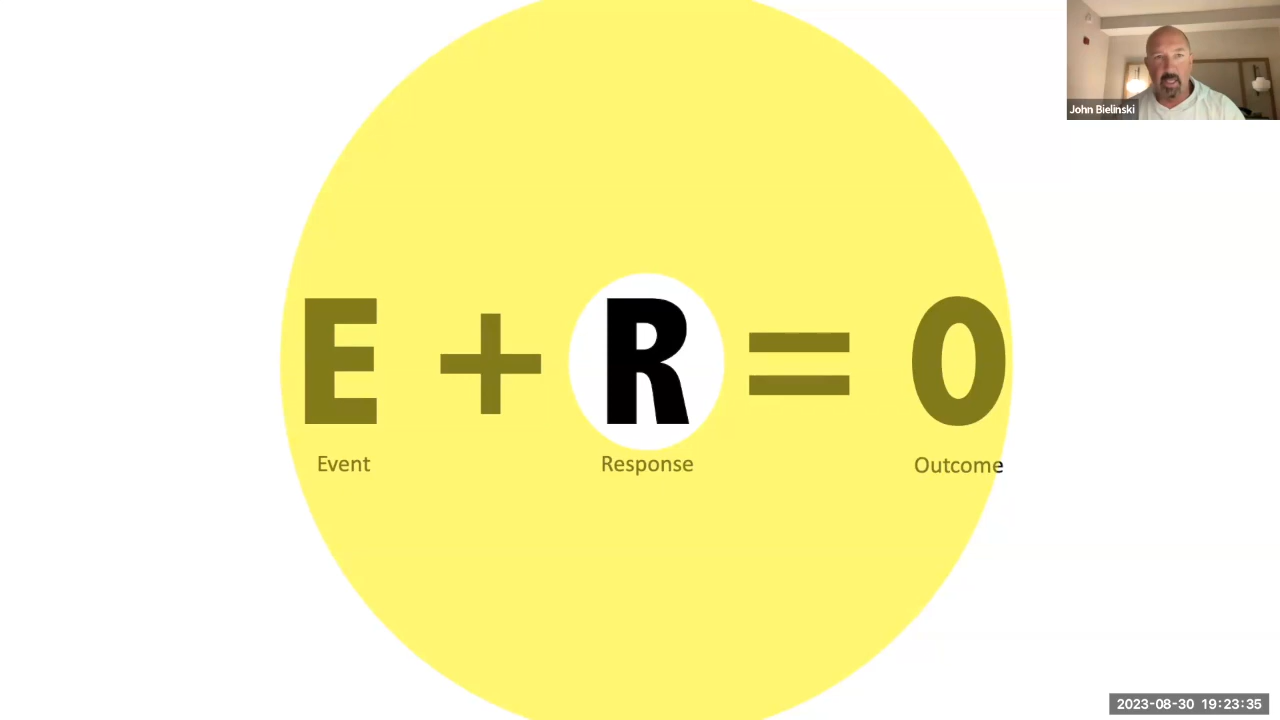 John Bielinski
E + R = O
Event Response Outcome
2023-08-30 19:23:35